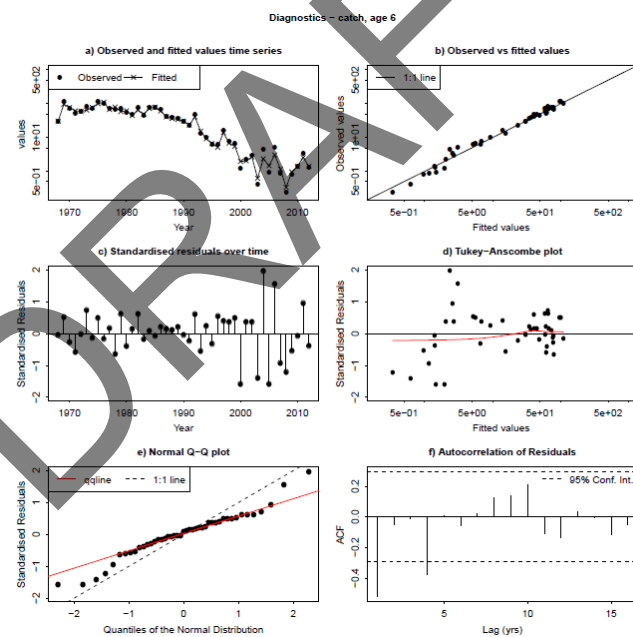 Diagnostics − catch, age 6
a) Observed and fitted values time series
Observed Fitted
values
5e−01 1e+01 5e+02
1970 1980 1990 2000 2010
Year
b) Observed vs fitted values
1:1 line
Observed values
5e−01 1e+01 5e+02
5e−01 5e+00 5e+01 5e+02
Fitted values
c) Standardised residuals over time
Standardised Residuals
−2 −1 0 1 2
1970 1980 1990 2000 2010
Year
d) Tukey−Anscombe plot
Standardised Residuals
−2 −1 0 1 2
5e−01 5e+00 5e+01 5e+02
Fitted values
e) Normal Q−Q plot
qqline 1:1 line
Standardised Residuals
−2 −1 0 1 2
−2 −1 0 1 2
Quantiles of the Normal Distribution
f) Autocorrelation of Residuals
95% Conf. Int.
ACF
−0.4 −0.2 0.0 0.2
5 10 15
Lag (yrs)
DRAF